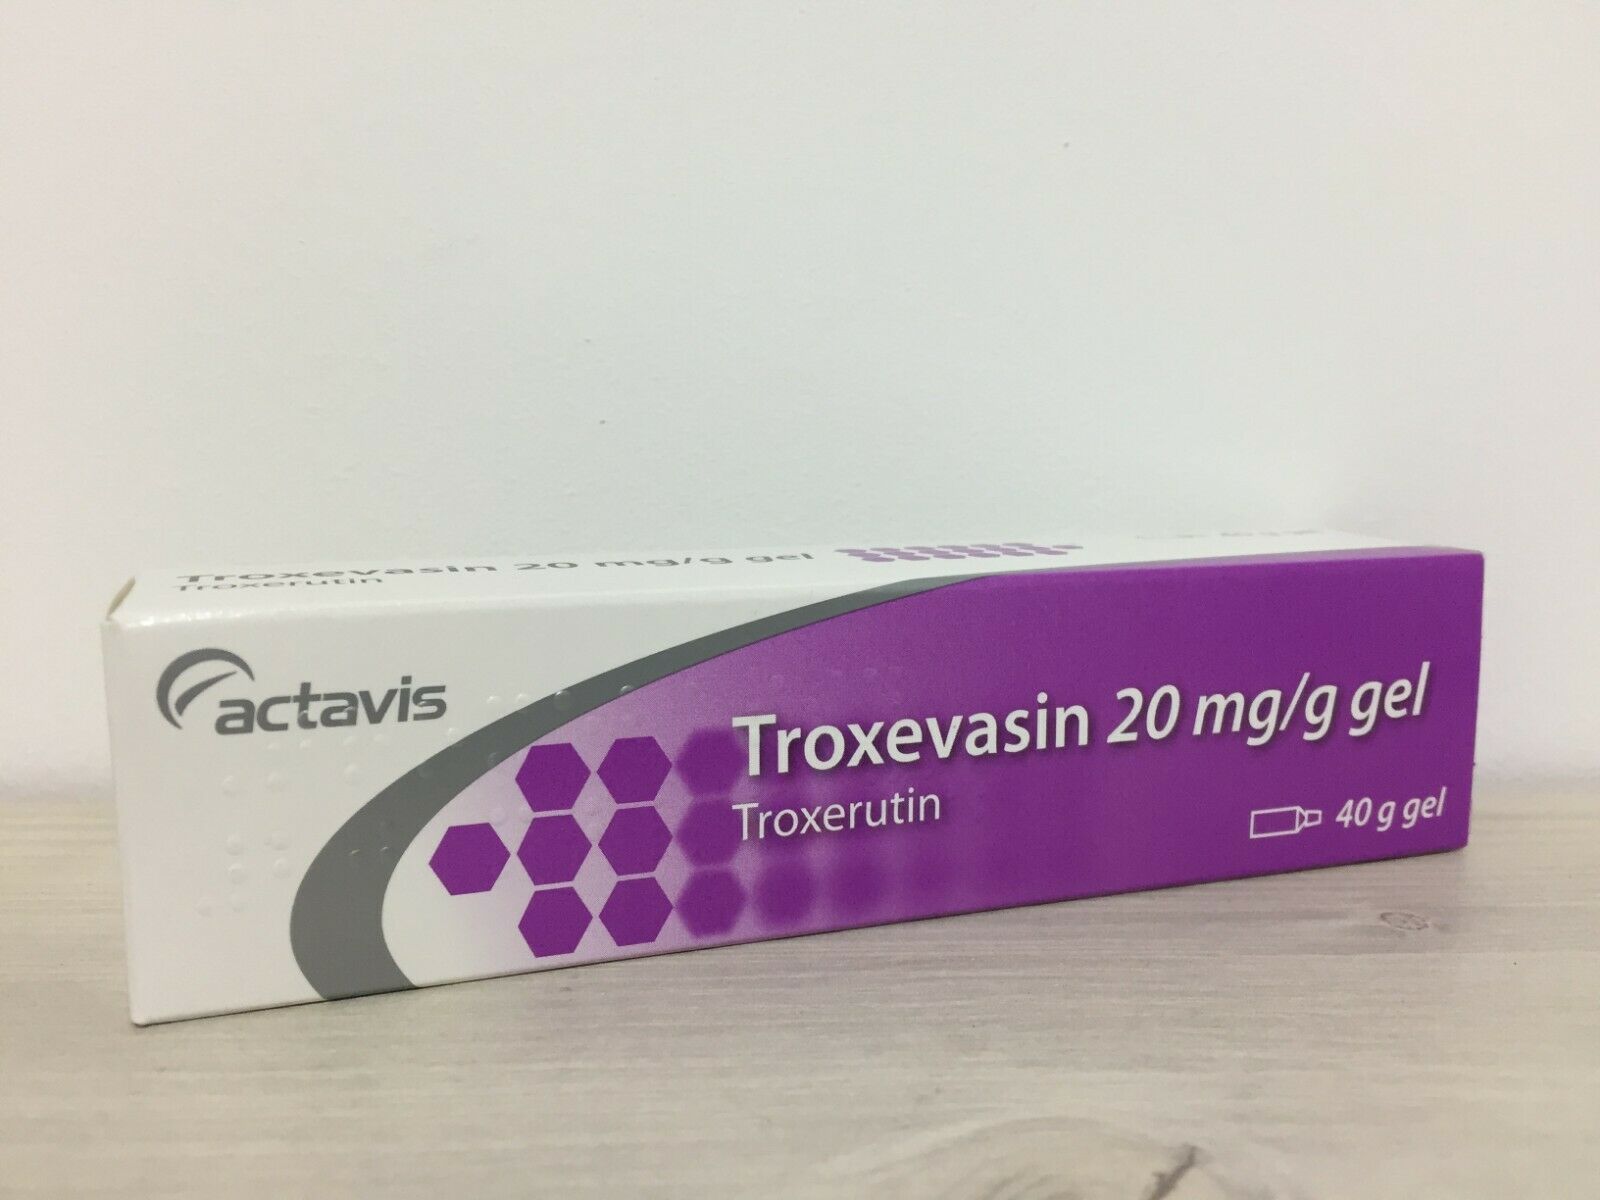 Troxevasin 20 mg/g gel
Troxerutin
actavis
Troxevasin 20 mg/g gel
Troxerutin
40 g gel